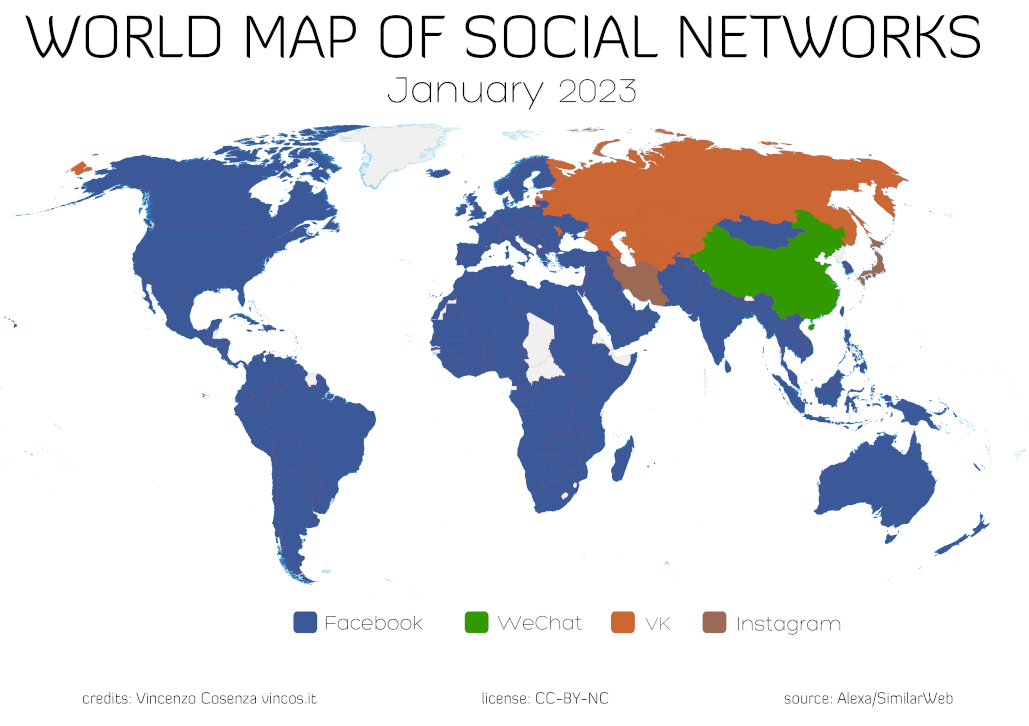 WORLD MAP OF SOCIAL NETWORKS
January 2023
Facebook WeChat VK Instagram
credits: Vincenzo Cosenza vincos.it license: CC-BY-NC source: Alexa/SimilarWeb